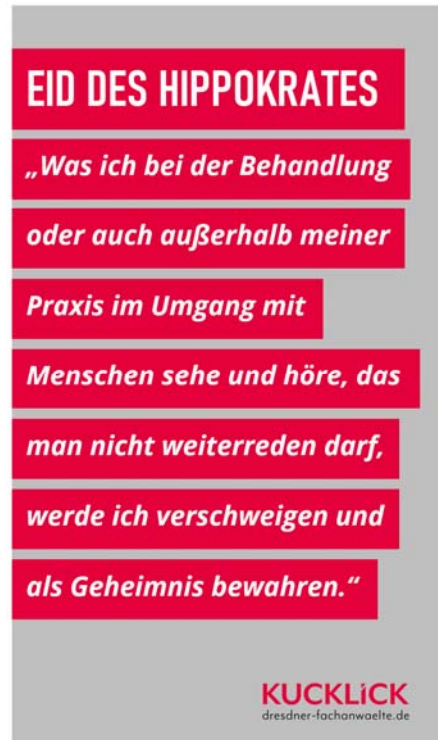 EID DES HIPPOKRATES
„Was ich bei der Behandlung
oder auch außerhalb meiner
Praxis im Umgang mit
Menschen sehe und höre, das
man nicht weiterreden darf,
werde ich verschweigen und
als Geheimnis bewahren.“
KUCKLiCK
dresdner-fachanwaelte.de